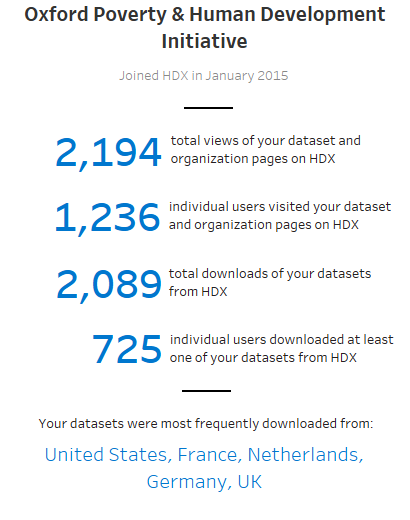 Oxford Poverty & Human Development
Initiative
Joined HDX in January 2015
2,194 total views of your dataset and
organization pages on HDX
1,236 individual users visited your dataset
and organization pages on HDX
2,089 total downloads of your datasets
from HDX
725 individual users downloaded at least
one of your datasets from HDX
Your datasets were most frequently downloaded from:
United States, France, Netherlands,
Germany, UK